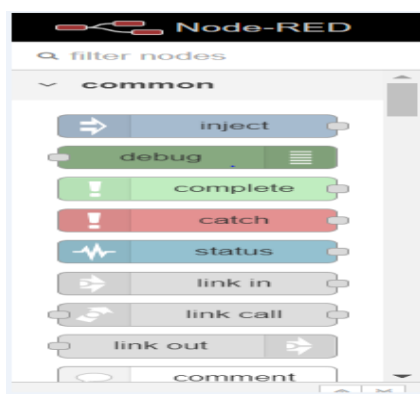 Node-RED
filter nodes
common
inject
debug
complete
catch
status
link in
link call
link out
comment